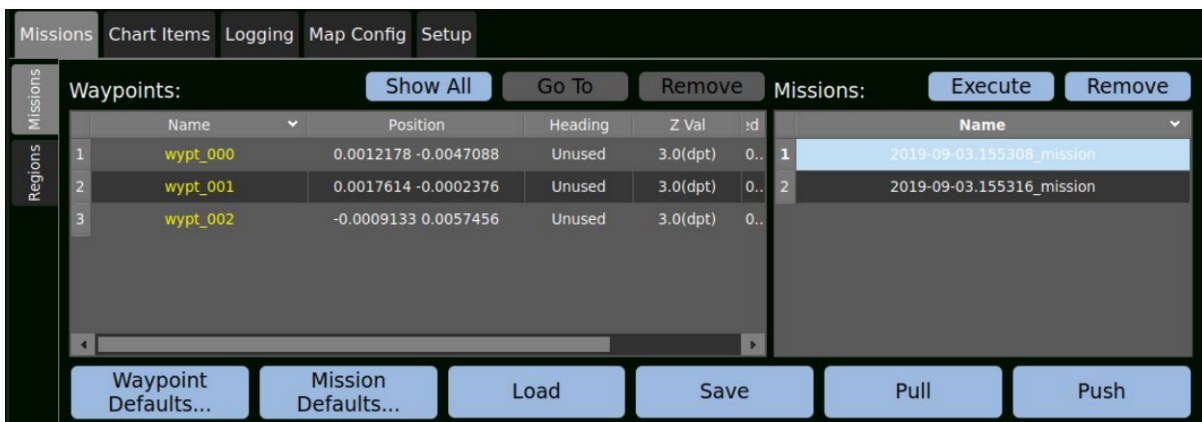 Missions Chart Items Logging Map Config Setup
Missions
Regions
Waypoints: Show All Go To Remove Missions: Execute Remove
Name Position Heading Z Val Name
1 wypt_000 0.0012178 -0.0047088 Unused 3.0(dpt) 0.. 1 2019-09-03.155308_mission
2 wypt_001 0.0017614 -0.0002376 Unused 3.0(dpt) 0.. 2 2019-09-03.155316_mission
3 wypt_002 -0.0009133 0.0057456 Unused 3.0(dpt) 0..
Waypoint Defaults... Mission Defaults... Load Save Pull Push